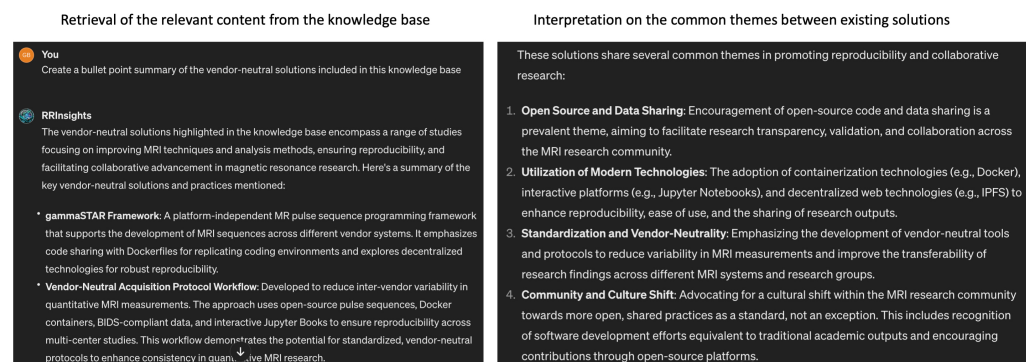 Retrieval of the relevant content from the knowledge base
GB You
Create a bullet point summary of the vendor-neutral solutions included in this knowledge base
RRInsights
The vendor-neutral solutions highlighted in the knowledge base encompass a range of studies
focusing on improving MRI techniques and analysis methods, ensuring reproducibility, and
facilitating collaborative advancement in magnetic resonance research. Here's a summary of the
key vendor-neutral solutions and practices mentioned:
• gammaSTAR Framework: A platform-independent MR pulse sequence programming framework
that supports the development of MRI sequences across different vendor systems. It emphasizes
code sharing with Dockerfiles for replicating coding environments and explores decentralized
technologies for robust reproducibility.
• Vendor-Neutral Acquisition Protocol Workflow: Developed to reduce inter-vendor variability in
quantitative MRI measurements. The approach uses open-source pulse sequences, Docker
containers, BIDS-compliant data, and interactive Jupyter Books to ensure reproducibility across
multi-center studies. This workflow demonstrates the potential for standardized, vendor-neutral
protocols to enhance consistency in MRI research.
Interpretation on the common themes between existing solutions
These solutions share several common themes in promoting reproducibility and collaborative
research:
1. Open Source and Data Sharing: Encouragement of open-source code and data sharing is a
prevalent theme, aiming to facilitate research transparency, validation, and collaboration across
the MRI research community.
2. Utilization of Modern Technologies: The adoption of containerization technologies (e.g., Docker),
interactive platforms (e.g., Jupyter Notebooks), and decentralized web technologies (e.g., IPFS) to
enhance reproducibility, ease of use, and the sharing of research outputs.
3. Standardization and Vendor-Neutrality: Emphasizing the development of vendor-neutral tools
and protocols to reduce variability in MRI measurements and improve the transferability of
research findings across different MRI systems and research groups.
4. Community and Culture Shift: Advocating for a cultural shift within the MRI research community
towards more open, shared practices as a standard, not an exception. This includes recognition
of software development efforts equivalent to traditional academic outputs and encouraging
contributions through open-source platforms.